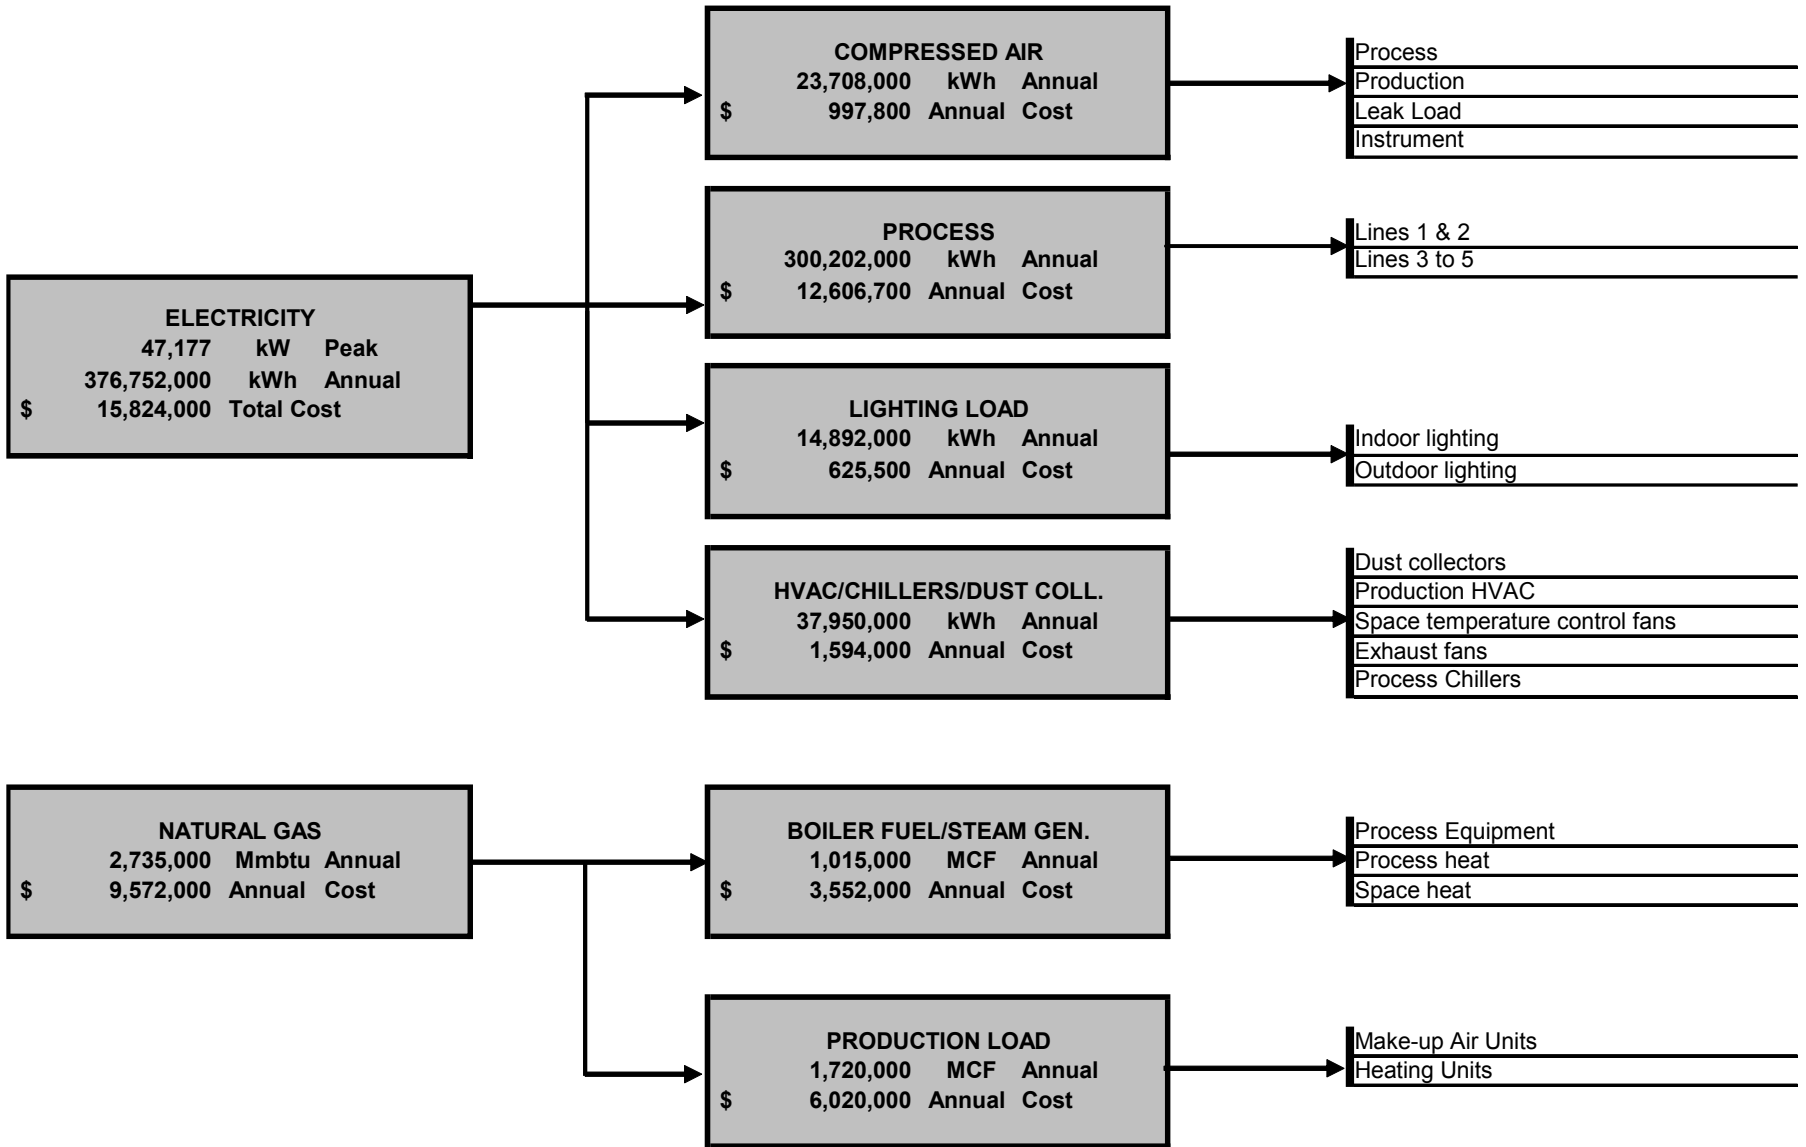 COMPRESSED AIR
23,708,000 kWh Annual
$ 997,800 Annual Cost
Process
Production
Leak Load
Instrument
PROCESS
300,202,000 kWh Annual
$ 12,606,700 Annual Cost
Lines 1 & 2
Lines 3 to 5
ELECTRICITY
47,177 kW Peak
376,752,000 kWh Annual
$ 15,824,000 Total Cost
LIGHTING LOAD
14,892,000 kWh Annual
$ 625,500 Annual Cost
Indoor lighting
Outdoor lighting
HVAC/CHILLERS/DUST COLL.
37,950,000 kWh Annual
$ 1,594,000 Annual Cost
Dust collectors
Production HVAC
Space temperature control fans
Exhaust fans
Process Chillers
NATURAL GAS
2,735,000 Mmbtu Annual
$ 9,572,000 Annual Cost
BOILER FUEL/STEAM GEN.
1,015,000 MCF Annual
$ 3,552,000 Annual Cost
Process Equipment
Process heat
Space heat
PRODUCTION LOAD
1,720,000 MCF Annual
$ 6,020,000 Annual Cost
Make-up Air Units
Heating Units